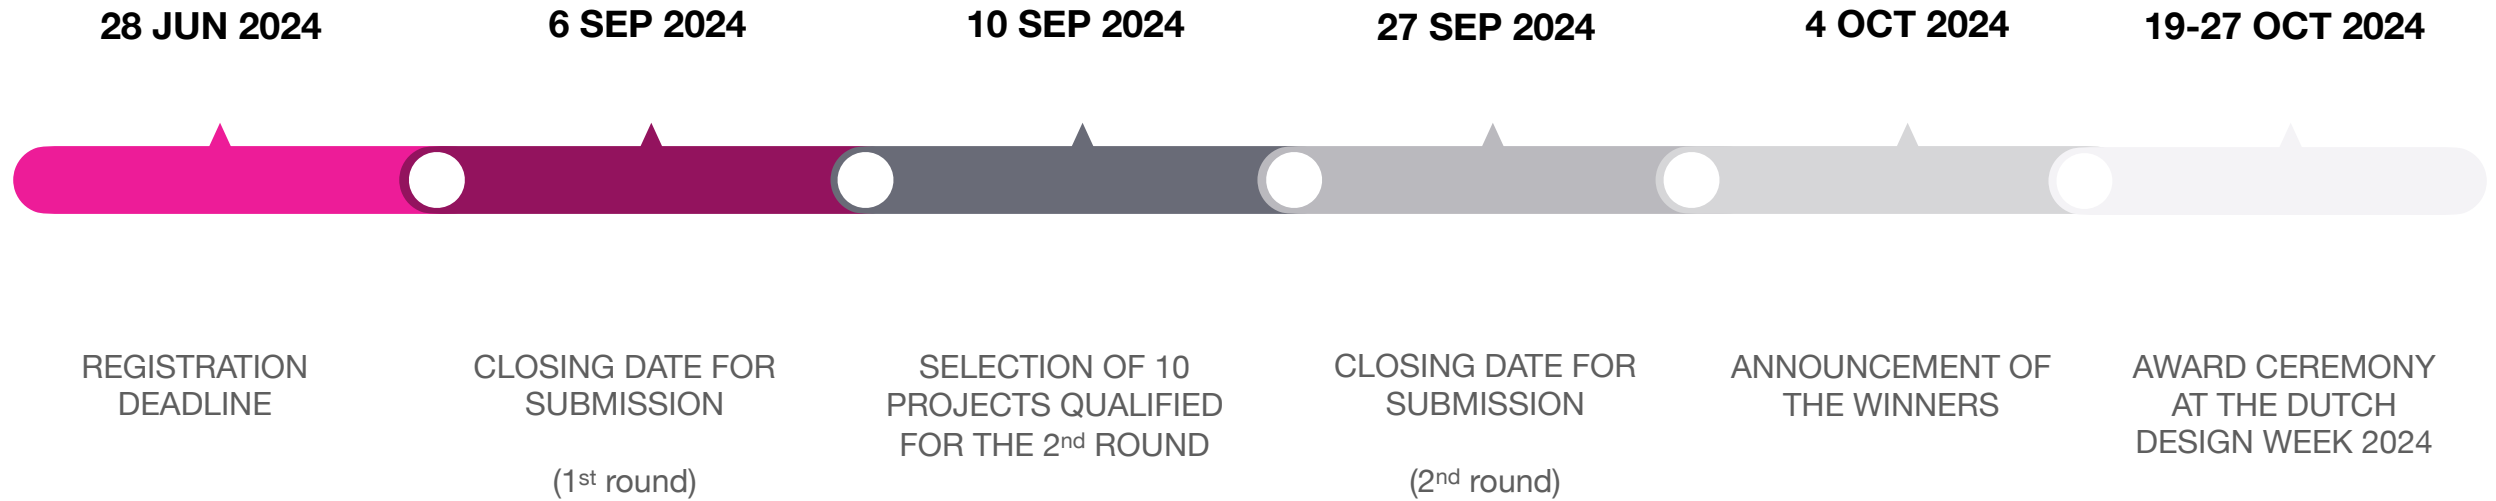 28 JUN 2024
6 SEP 2024
10 SEP 2024
27 SEP 2024
4 OCT 2024
19-27 OCT 2024
REGISTRATION
DEADLINE
CLOSING DATE FOR
SUBMISSION
(1st round)
SELECTION OF 10
PROJECTS QUALIFIED
FOR THE 2nd ROUND
CLOSING DATE FOR
SUBMISSION
(2nd round)
ANNOUNCEMENT OF
THE WINNERS
AWARD CEREMONY
AT THE DUTCH
DESIGN WEEK 2024